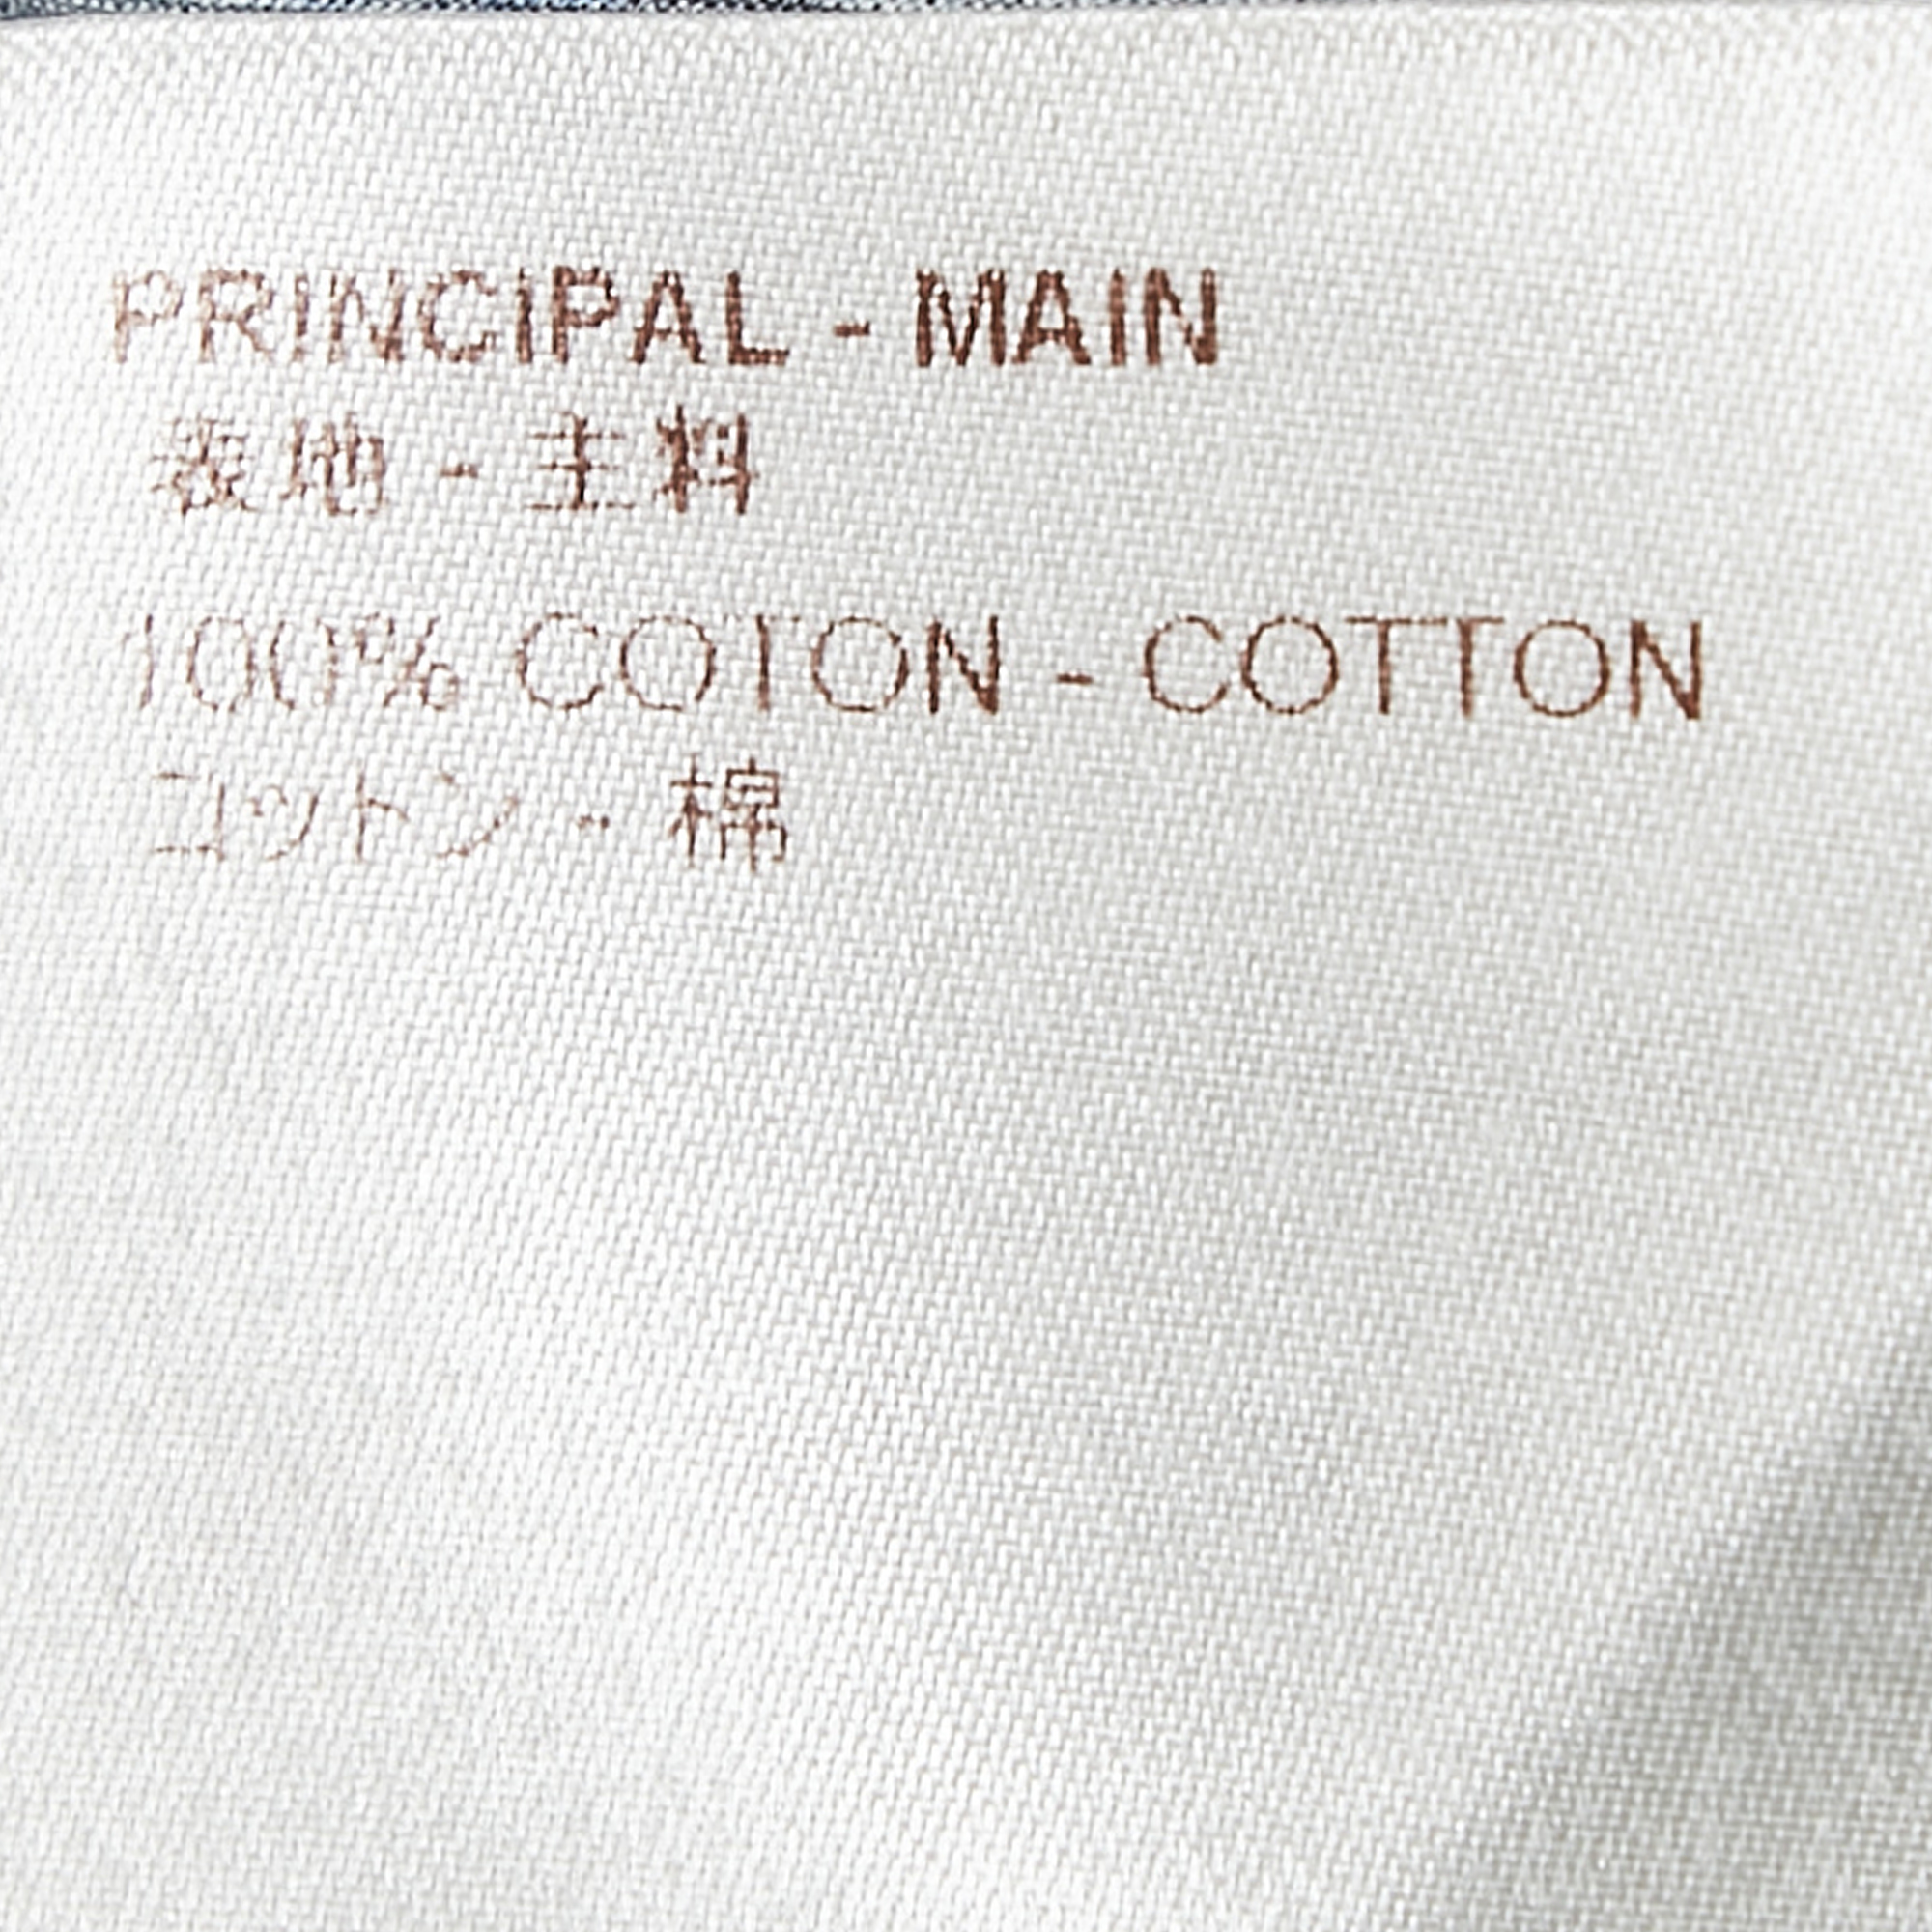 PRINCIPAL - MAIN
表地 - 主料
100% COTON - COTTON
コットン - 棉